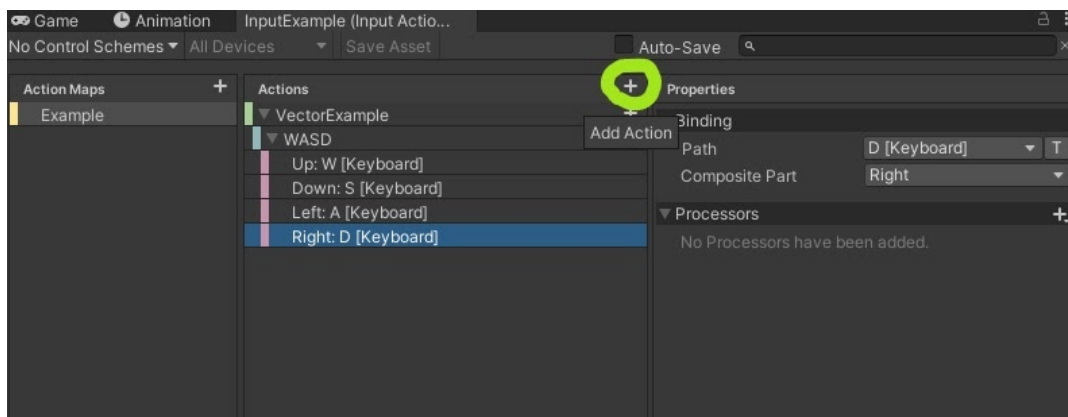 Game Animation InputExample (Input Actio...
No Control Schemes All Devices Save Asset Auto-Save
Action Maps + Actions + Properties
Example VectorExample + Binding
Add Action
WASD Path D [Keyboard] T
Up: W [Keyboard] Composite Part Right
Down: S [Keyboard]
Left: A [Keyboard] Processors +
Right: D [Keyboard] No Processors have been added.